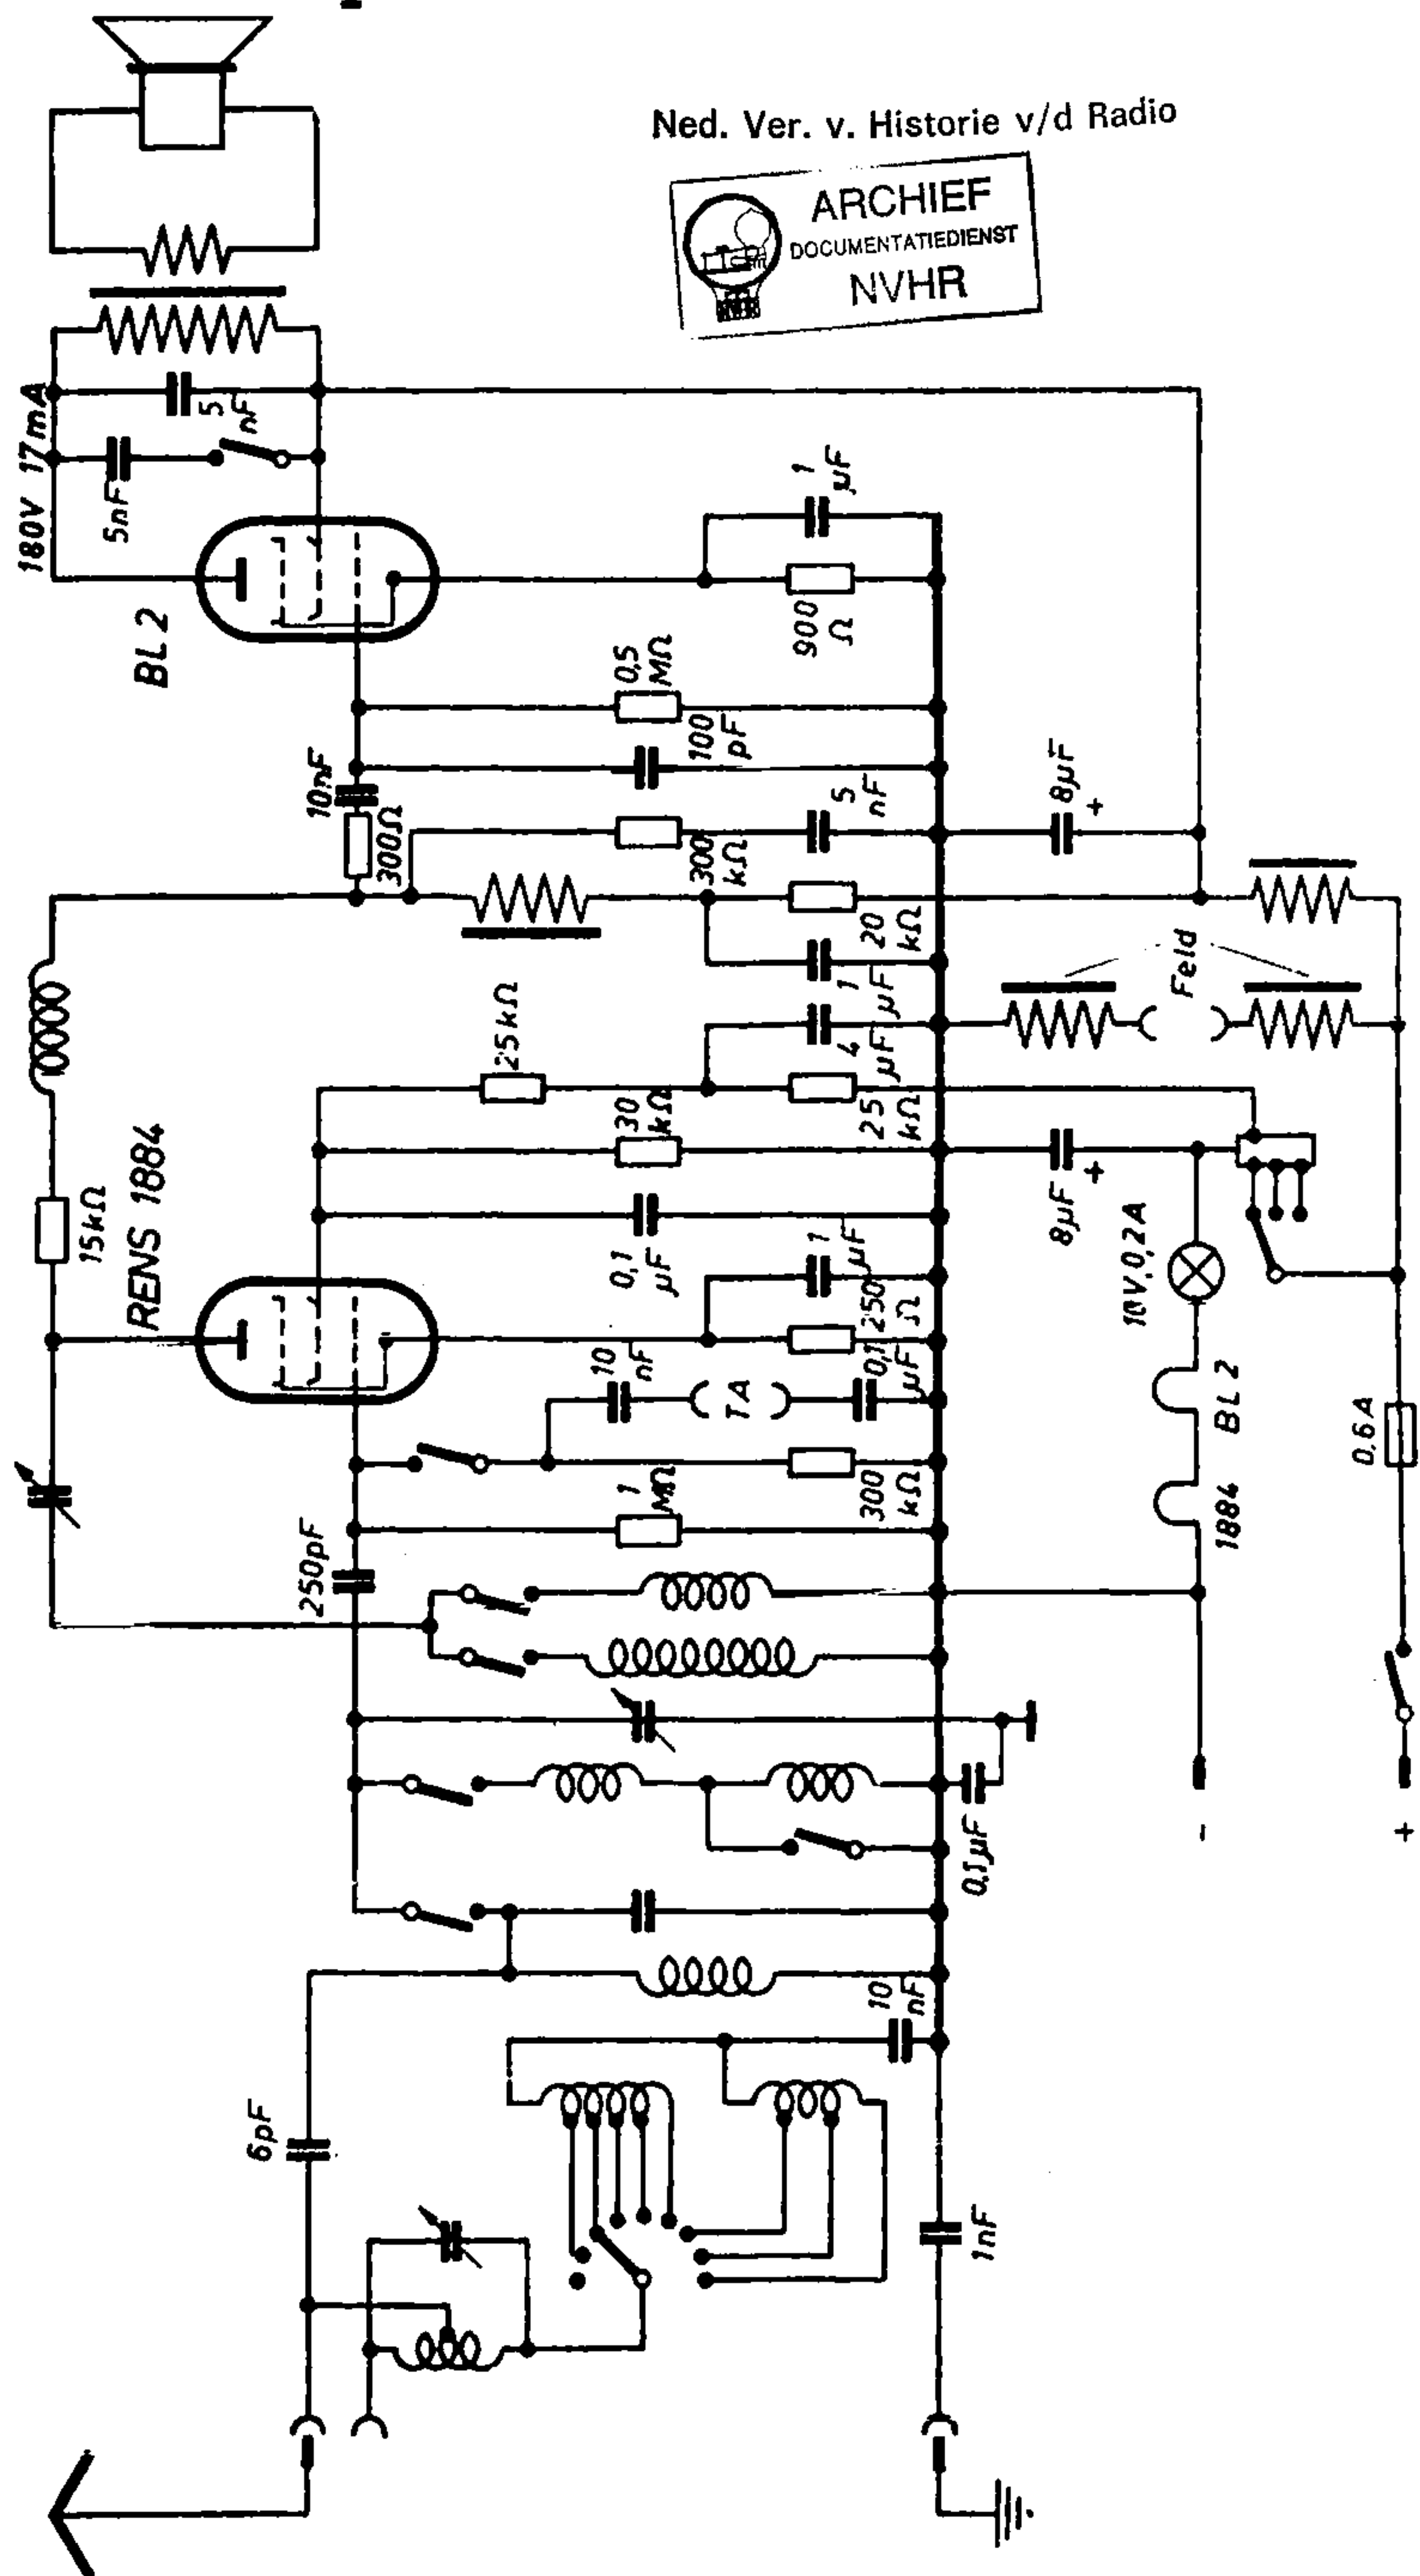 Ned. Ver. v. Historie v/d Radio
ARCHIEF
DOCUMENTATIEDIENST
NVHR
180V 17mA
5
nF
5nF
BL 2
1
µF
900
Ω
0,5
MΩ
100
pF
10nF
300Ω
5
nF
8µF
+
300
kΩ
20
kΩ
1
µF
Feld
25kΩ
4
µF
25
kΩ
30
kΩ
15kΩ
RENS 1884
0,1
µF
8µF
+
1
µF
250
Ω
10V,0,2A
10
nF
TA
0,1
µF
BL 2
0,6A
300
kΩ
1
MΩ
1884
250pF
-
+
0,1µF
10
nF
6pF
1nF